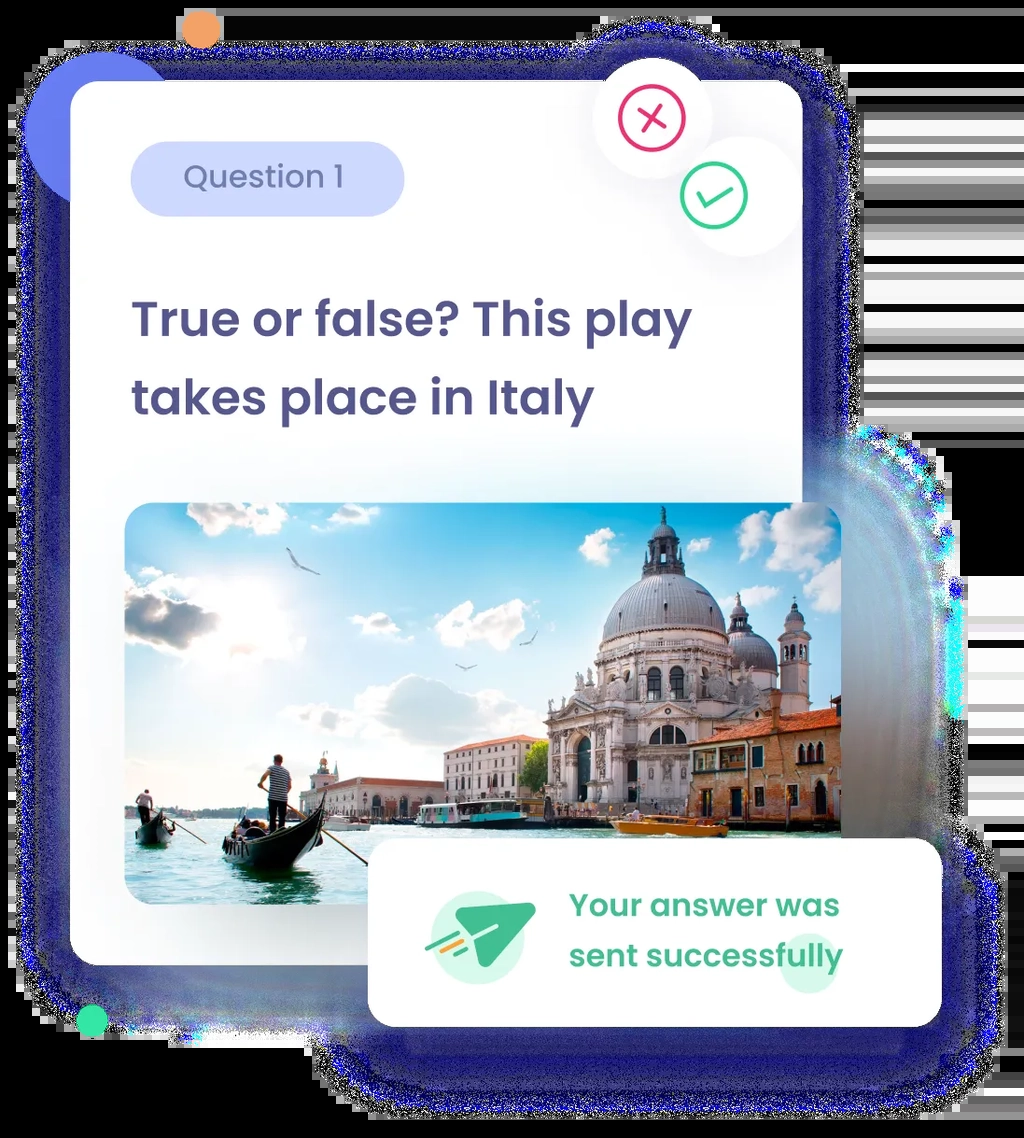 Question 1
True or false? This play
takes place in Italy
Your answer was
sent successfully